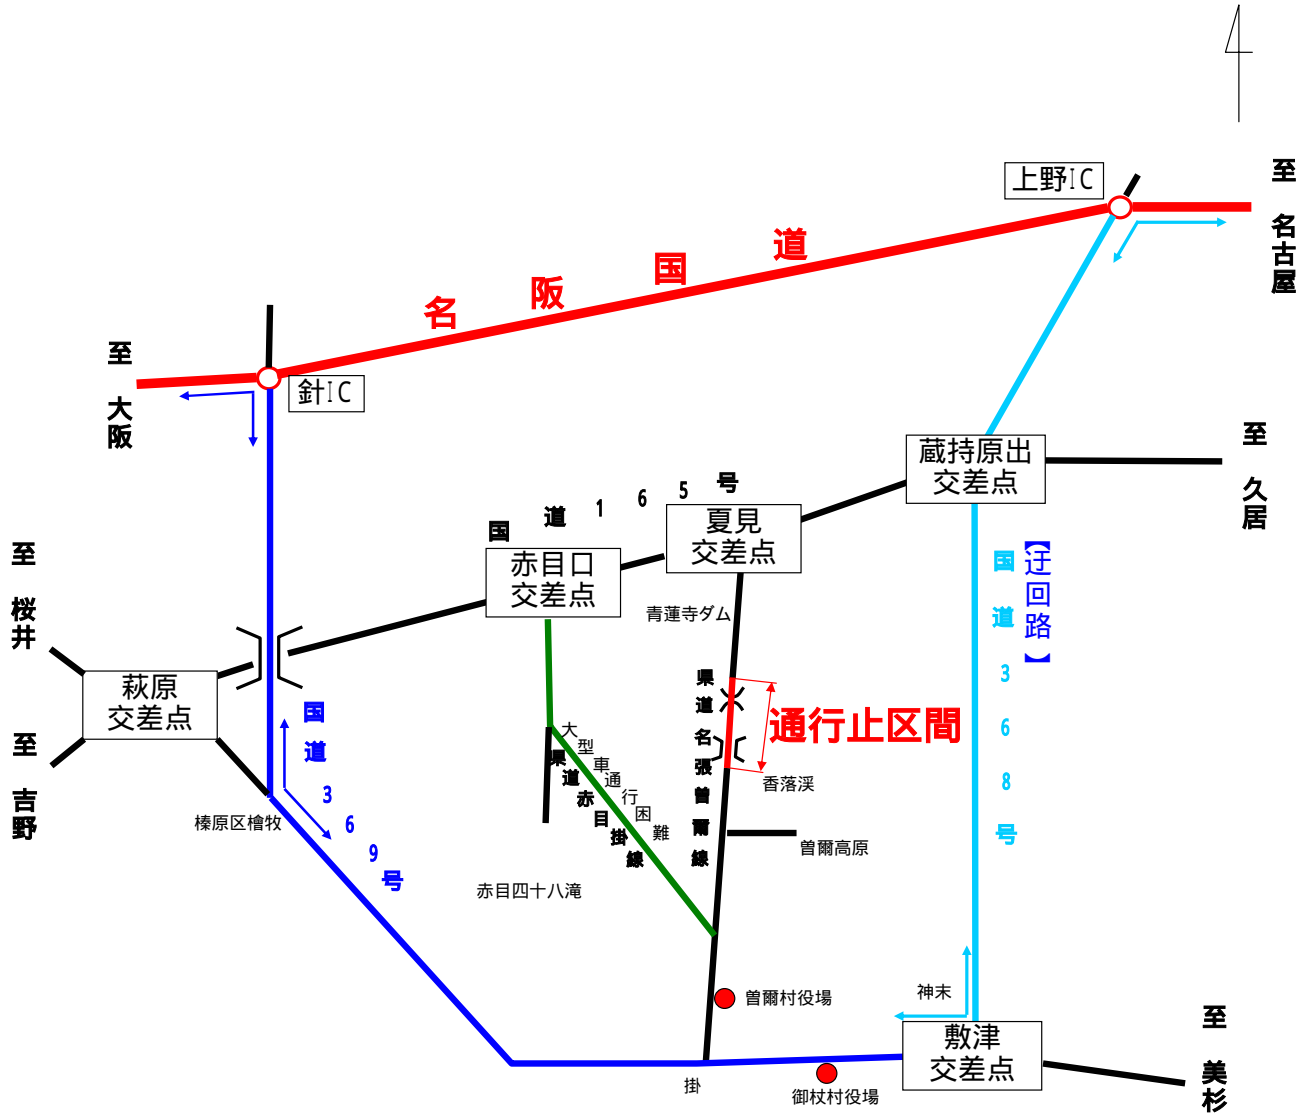 上野IC
至 名古屋
名阪国道
至 大阪
針IC
蔵持原出
交差点
至 久居
国道165号
夏見
交差点
赤目口
交差点
至 桜井
青蓮寺ダム
国道368号
【迂回路】
萩原
交差点
至 吉野
国道369号
県道名張曽爾線
通行止区間
香落渓
大型車通行困難
県道赤目掛線
榛原区檜牧
曽爾高原
赤目四十八滝
曽爾村役場
神末
敷津
交差点
至 美杉
掛
御杖村役場